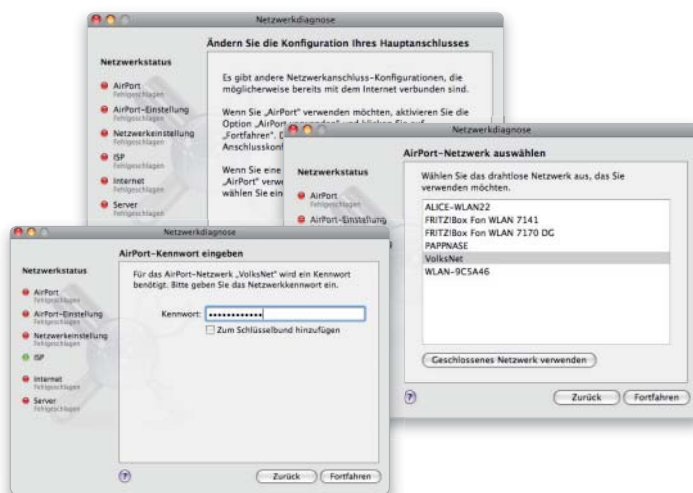 Netzwerkdiagnose
Ändern Sie die Konfiguration Ihres Hauptanschlusses
Netzwerkstatus
AirPort
Fehlgeschlagen
AirPort-Einstellung
Fehlgeschlagen
Netzwerkeinstellung
Fehlgeschlagen
ISP
Fehlgeschlagen
Internet
Fehlgeschlagen
Server
Fehlgeschlagen
Es gibt andere Netzwerkanschluss-Konfigurationen, die
möglicherweise bereits mit dem Internet verbunden sind.
Wenn Sie „AirPort“ verwenden möchten, aktivieren Sie die
Option „AirPort
„Fortfahren“.
Wenn Sie eine
„AirPort“
wählen Sie
Netzwerkdiagnose
AirPort-Netzwerk auswählen
Netzwerkstatus
AirPort
Fehlgeschlagen
AirPort-Einstellung
Wählen Sie das drahtlose Netzwerk aus, das Sie
verwenden möchten.
ALICE-WLAN22
FRITZ!Box Fon WLAN 7141
FRITZ!Box Fon WLAN 7170 DG
PAPPNASE
VolksNet
WLAN-9C5A46
Geschlossenes Netzwerk verwenden
?
Zurück
Fortfahren
Netzwerkdiagnose
AirPort-Kennwort eingeben
Netzwerkstatus
AirPort
Fehlgeschlagen
AirPort-Einstellung
Fehlgeschlagen
Netzwerkeinstellung
Fehlgeschlagen
ISP
Internet
Fehlgeschlagen
Server
Fehlgeschlagen
Für das AirPort-Netzwerk „VolksNet“ wird ein Kennwort
benötigt. Bitte geben Sie das Netzwerkkennwort ein.
Kennwort: ••••••••••••
Zum Schlüsselbund hinzufügen
?
Zurück
Fortfahren